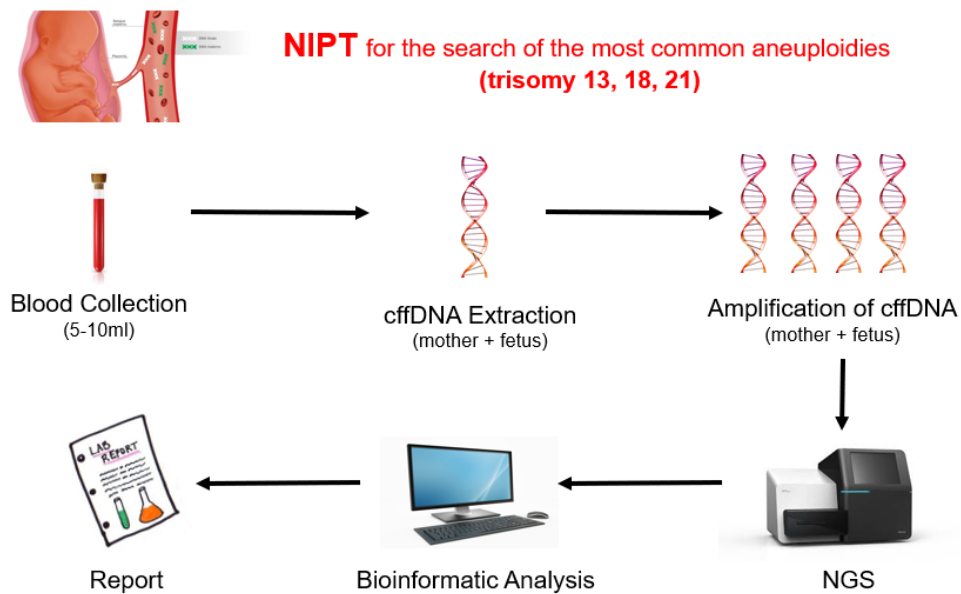 NIPT for the search of the most common aneuploidies
(trisomy 13, 18, 21)
Placenta
Blood Collection
(5-10ml)
cffDNA Extraction
(mother + fetus)
Amplification of cffDNA
(mother + fetus)
LAB
REPORT
Report
Bioinformatic Analysis
NGS